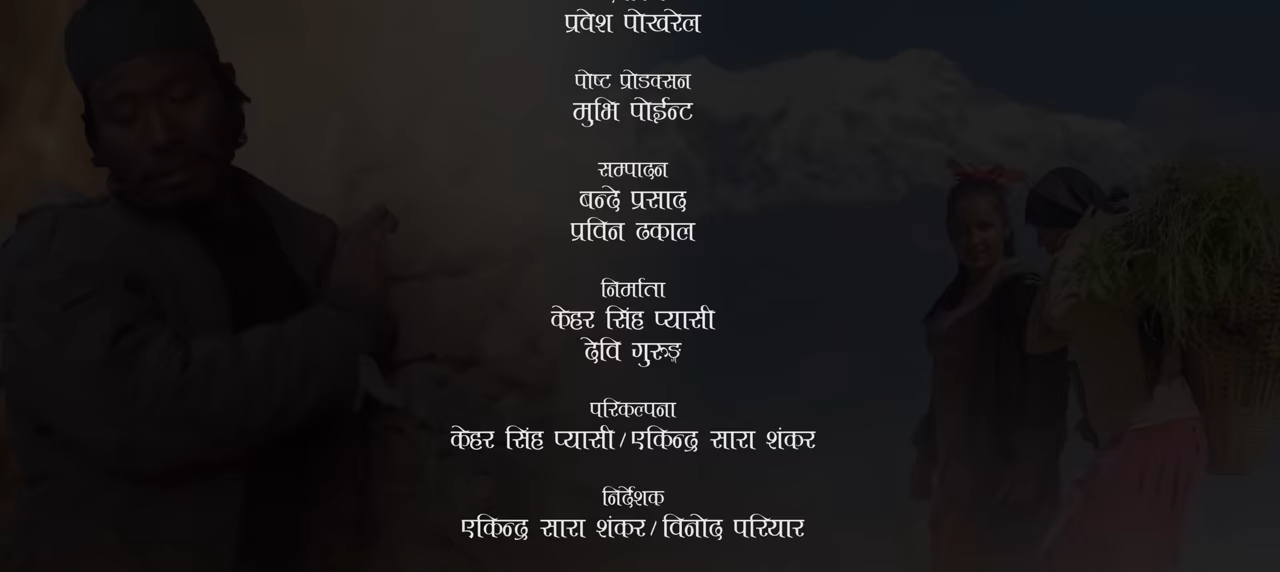 प्रवेश पोखरेल
पोष्ट प्रोडक्सन
मुभि पोईन्ट
सम्पादन
बन्दे प्रसाद
प्रविन ढकाल
निर्माता
केहर सिंह प्यासी
देवि गुरुङ्ग
परिकल्पना
केहर सिंह प्यासी/एकिन्द्र सारा शंकर
निर्देशक
एकिन्द्र सारा शंकर/विनोद परियार